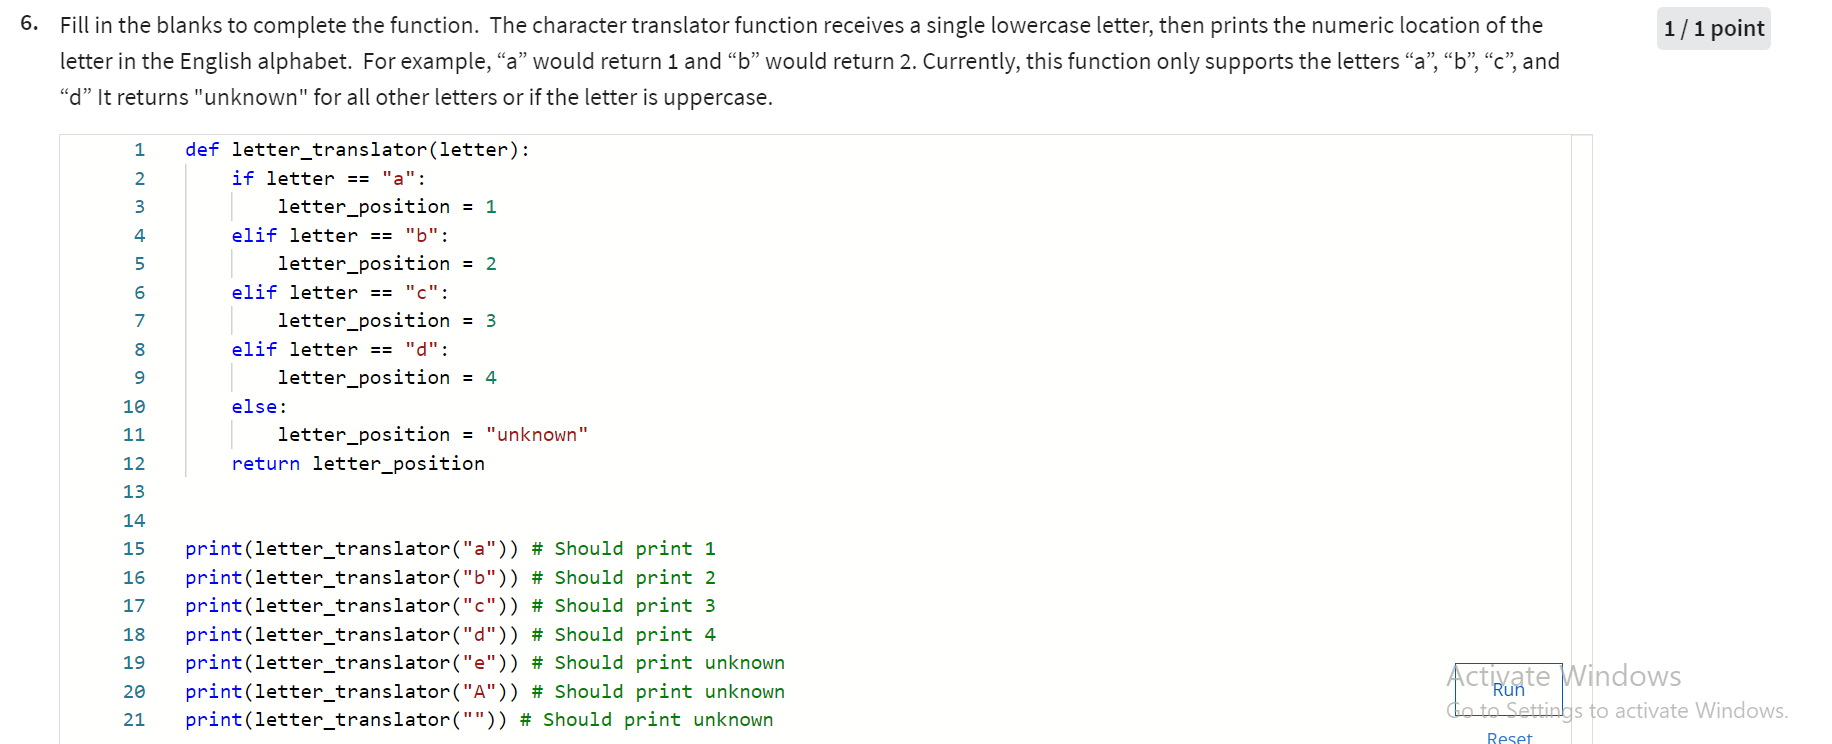 6. Fill in the blanks to complete the function. The character translator function receives a single lowercase letter, then prints the numeric location of the
1 / 1 point
letter in the English alphabet. For example, “a” would return 1 and “b” would return 2. Currently, this function only supports the letters “a”, “b”, “c”, and
“d” It returns "unknown" for all other letters or if the letter is uppercase.
1 def letter_translator(letter):
2     if letter == "a":
3         letter_position = 1
4     elif letter == "b":
5         letter_position = 2
6     elif letter == "c":
7         letter_position = 3
8     elif letter == "d":
9         letter_position = 4
10     else:
11         letter_position = "unknown"
12     return letter_position
13
14
15 print(letter_translator("a")) # Should print 1
16 print(letter_translator("b")) # Should print 2
17 print(letter_translator("c")) # Should print 3
18 print(letter_translator("d")) # Should print 4
19 print(letter_translator("e")) # Should print unknown
20 print(letter_translator("A")) # Should print unknown
21 print(letter_translator("")) # Should print unknown
Activate Windows
Run
Go to Settings to activate Windows.
Reset